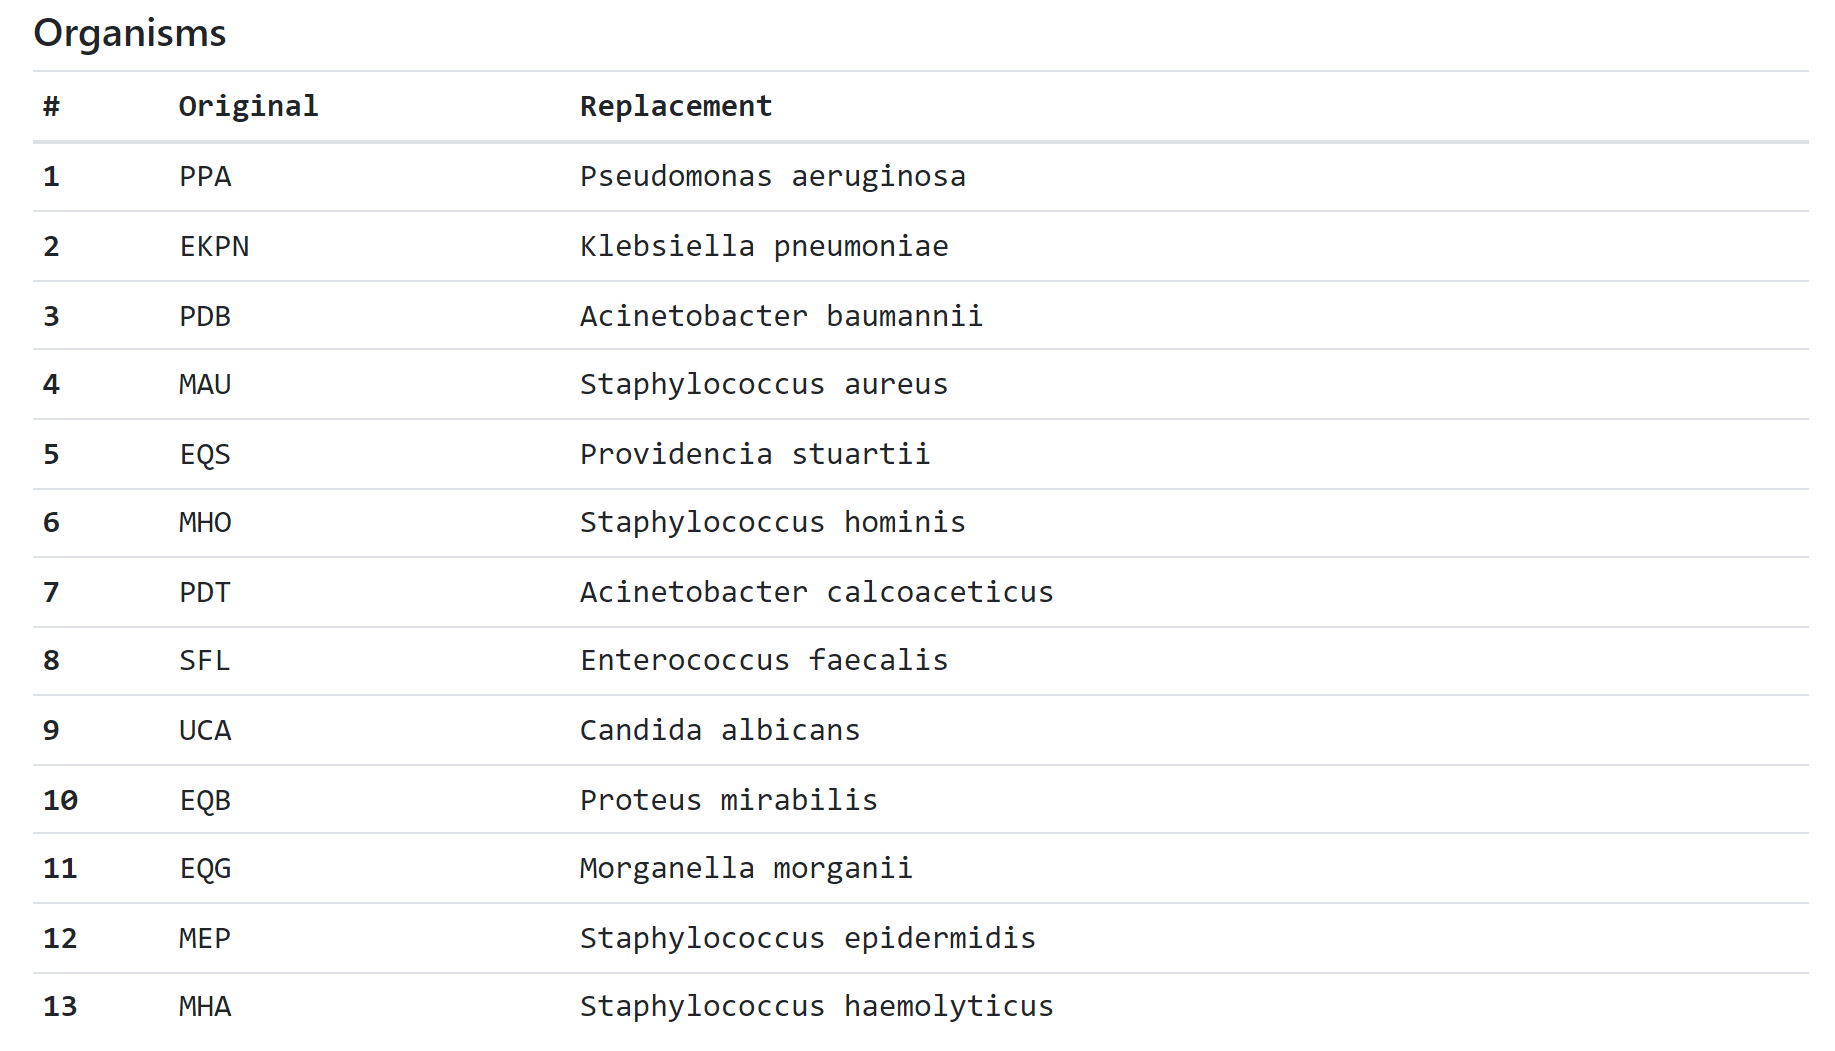 Organisms
# Original Replacement
1 PPA Pseudomonas aeruginosa
2 EKPN Klebsiella pneumoniae
3 PDB Acinetobacter baumannii
4 MAU Staphylococcus aureus
5 EQS Providencia stuartii
6 MHO Staphylococcus hominis
7 PDT Acinetobacter calcoaceticus
8 SFL Enterococcus faecalis
9 UCA Candida albicans
10 EQB Proteus mirabilis
11 EQG Morganella morganii
12 MEP Staphylococcus epidermidis
13 MHA Staphylococcus haemolyticus